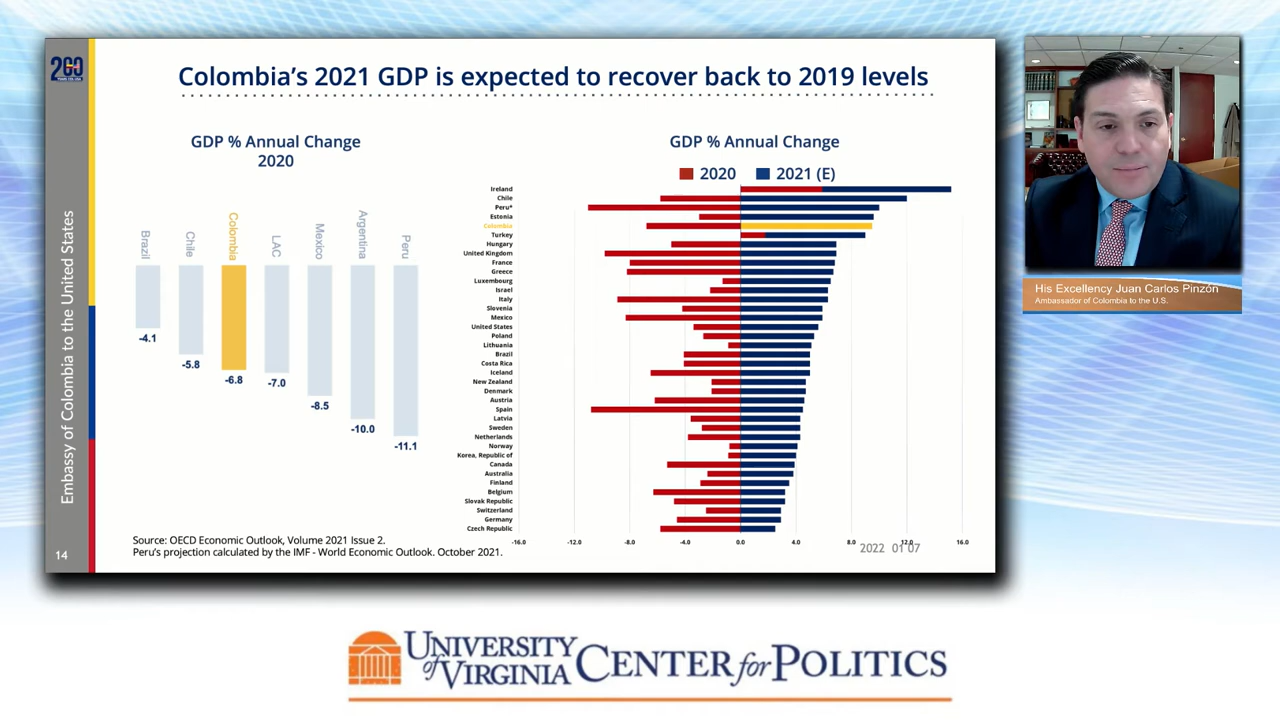 200
Colombia's 2021 GDP is expected to recover back to 2019 levels
GDP % Annual Change
2020
Brazil
Chile
Colombia
LAC
Mexico
Argentina
Peru
-4.1
-5.8
-6.8
-7.0
-8.5
-10.0
-11.1
GDP % Annual Change
2020
2021 (E)
Ireland
Chile
Peru*
Estonia
Colombia
Turkey
Hungary
United Kingdom
France
Greece
Luxembourg
Israel
Italy
Slovenia
Mexico
United States
Poland
Lithuania
Brazil
Costa Rica
Iceland
New Zealand
Denmark
Austria
Spain
Latvia
Sweden
Netherlands
Norway
Korea, Republic of
Canada
Australia
Finland
Belgium
Slovak Republic
Switzerland
Germany
Czech Republic
-16.0 -12.0 -8.0 -4.0 0.0 4.0 8.0 12.0 16.0
2022 01 07
Source: OECD Economic Outlook, Volume 2021 Issue 2.
Peru's projection calculated by the IMF - World Economic Outlook. October 2021.
Embassy of Colombia to the United States
14
His Excellency Juan Carlos Pinzón
Ambassador of Colombia to the U.S.
UNIVERSITY
of VIRGINIA
CENTER for POLITICS